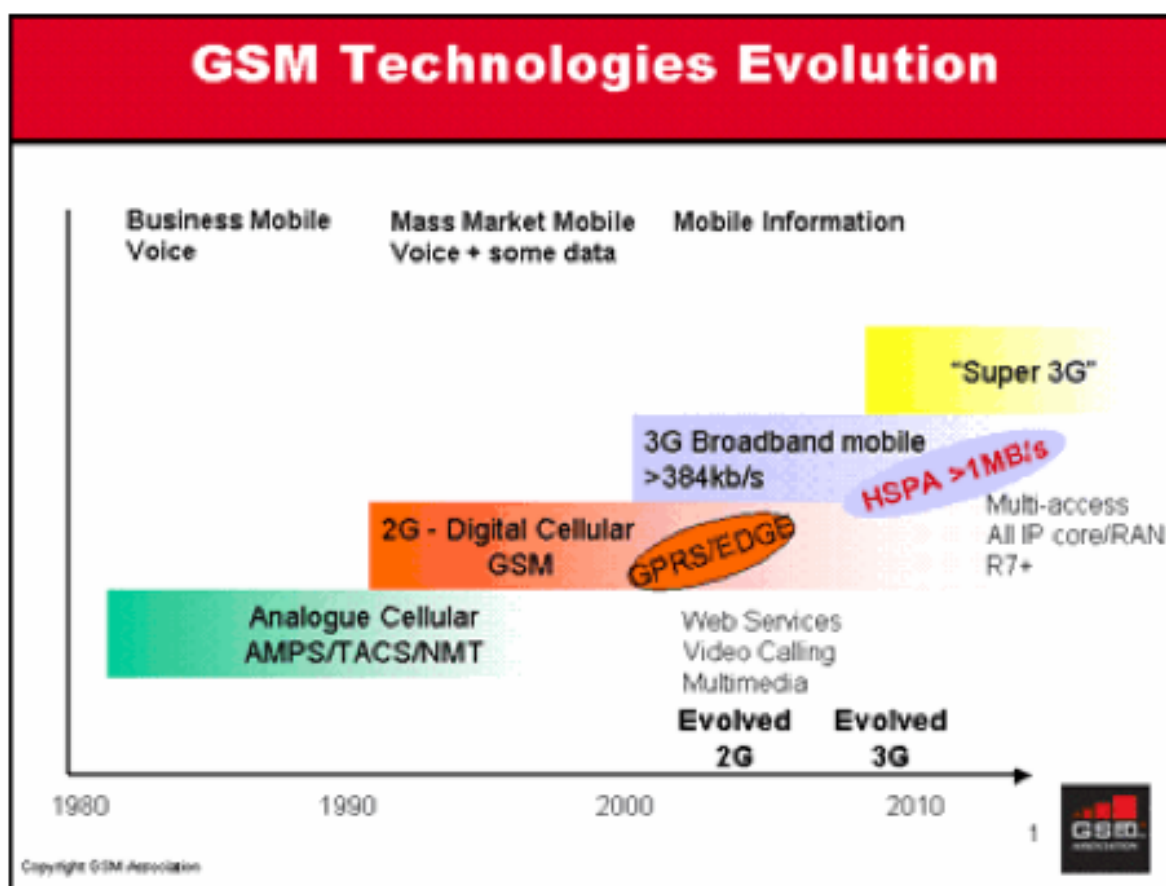 GSM Technologies Evolution
Business Mobile
Voice
Mass Market Mobile
Voice + some data
Mobile Information
"Super 3G"
3G Broadband mobile
>384kb/s
HSPA >1MB/s
Multi-access
All IP core/RAN
R7+
2G - Digital Cellular
GSM
GPRS/EDGE
Analogue Cellular
AMPS/TACS/NMT
Web Services
Video Calling
Multimedia
Evolved
2G
Evolved
3G
1980
1990
2000
2010
1
ASSOCIATION
Copyright GSM Association